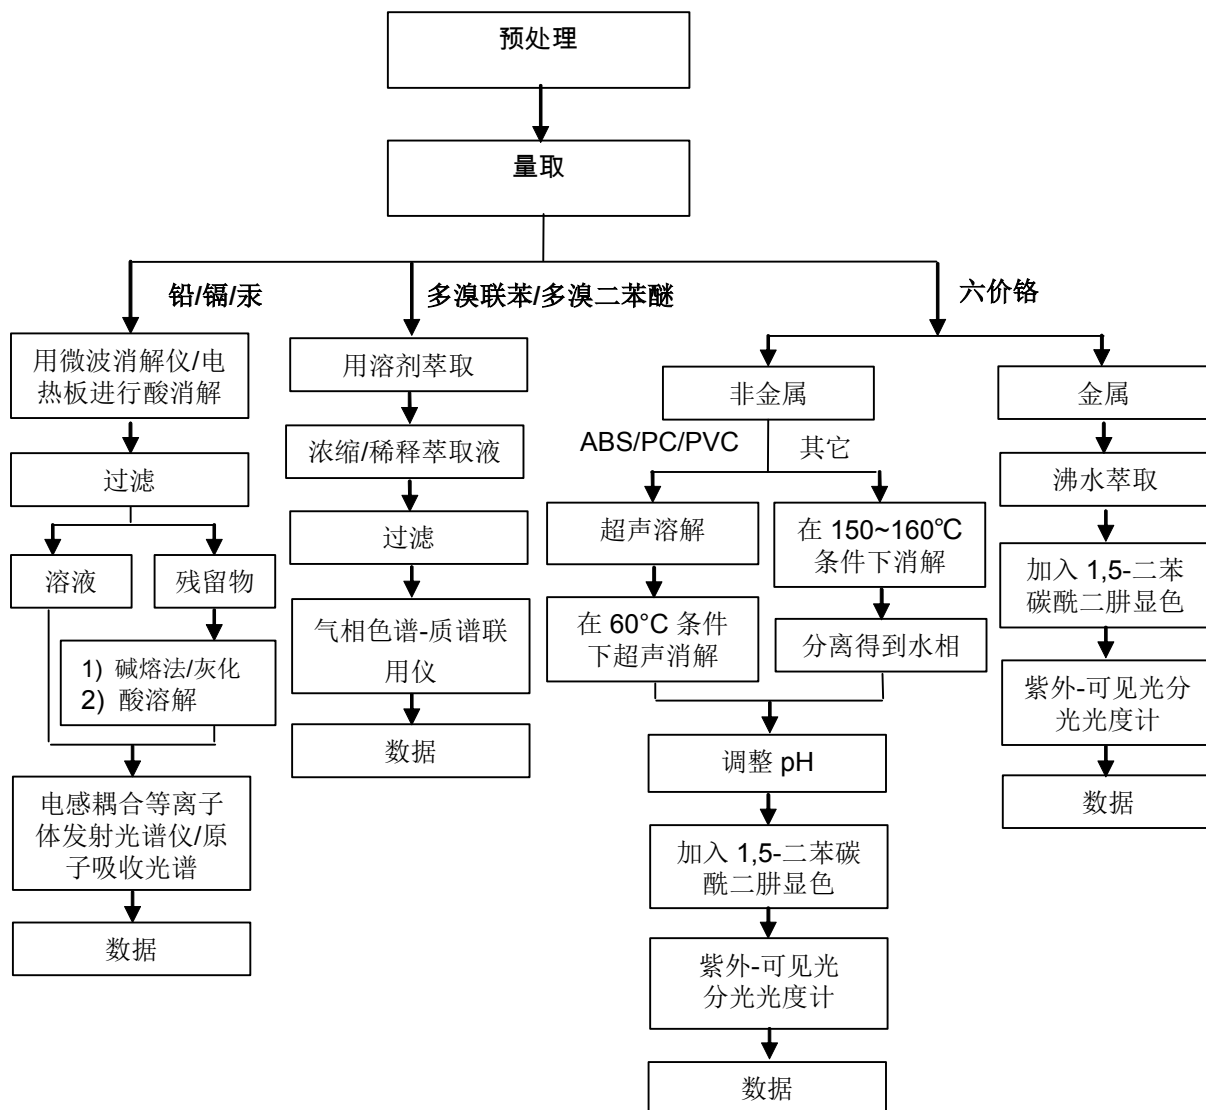 预处理
量取
铅/镉/汞
多溴联苯/多溴二苯醚
六价铬
用微波消解仪/电
热板进行酸消解
过滤
溶液
残留物
1) 碱熔法/灰化
2) 酸溶解
电感耦合等离子
体发射光谱仪/原
子吸收光谱
数据
用溶剂萃取
浓缩/稀释萃取液
过滤
气相色谱-质谱联
用仪
数据
非金属
ABS/PC/PVC
其它
超声溶解
在 60°C 条件
下超声消解
在 150~160℃
条件下消解
分离得到水相
调整 pH
加入 1,5-二苯碳
酰二肼显色
紫外-可见光
分光光度计
数据
金属
沸水萃取
加入 1,5-二苯
碳酰二肼显色
紫外-可见光分
光光度计
数据